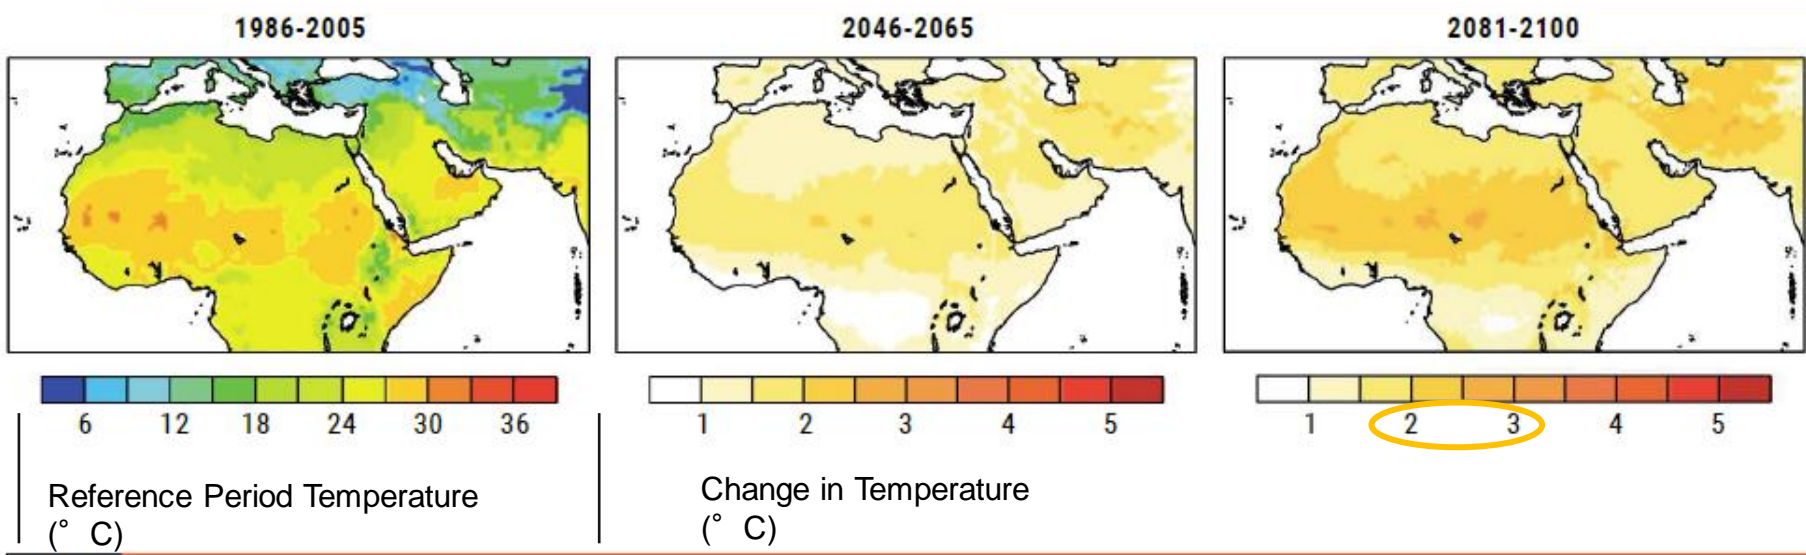 1986-2005 2046-2065 2081-2100
6 12 18 24 30 36 1 2 3 4 5 1 2 3 4 5
Reference Period Temperature
(° C)
Change in Temperature
(° C)